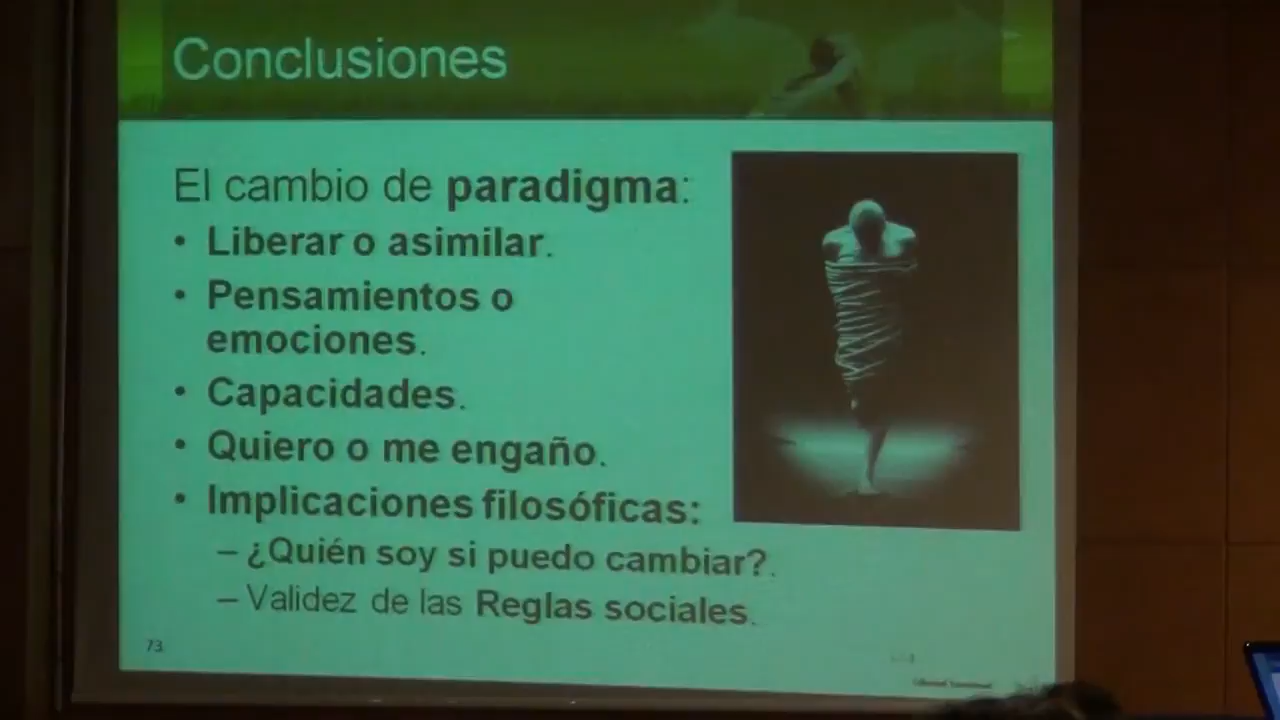 Conclusiones
El cambio de paradigma:
• Liberar o asimilar.
• Pensamientos o
emociones.
• Capacidades.
• Quiero o me engaño.
• Implicaciones filosóficas:
– ¿Quién soy si puedo cambiar?.
– Validez de las Reglas sociales.
73